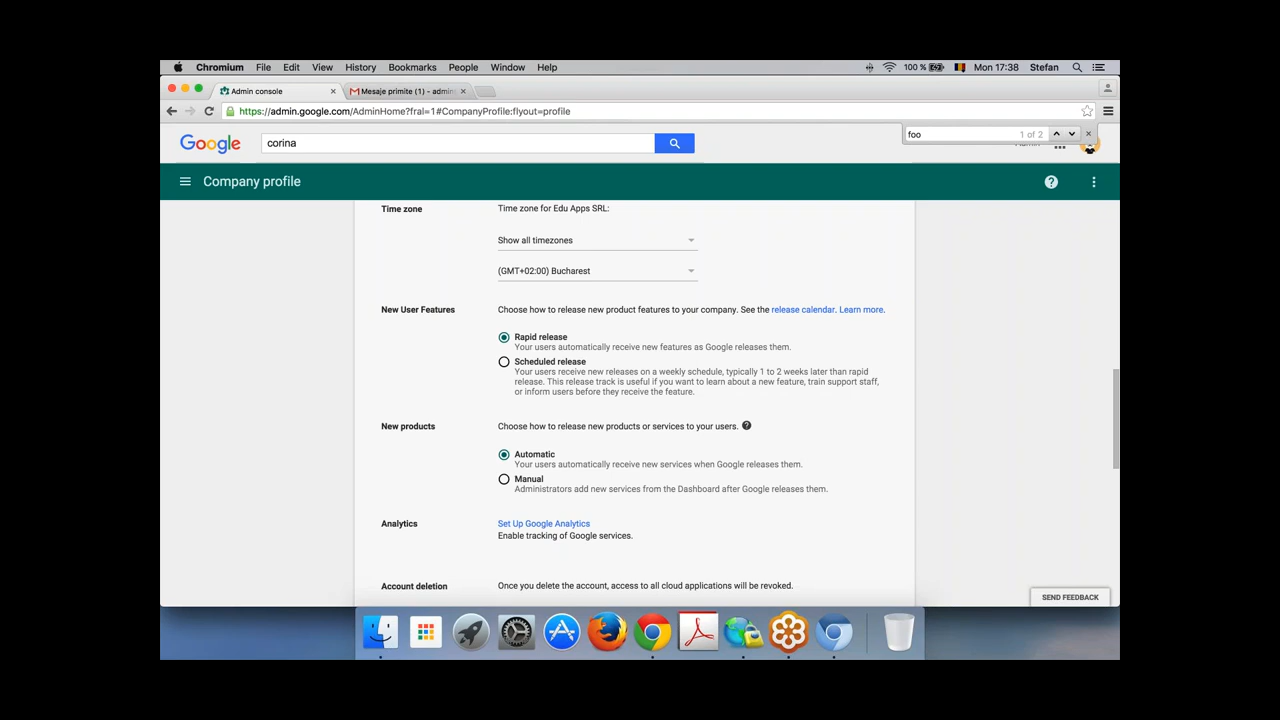 Chromium File Edit View History Bookmarks People Window Help 100 % Mon 17:38 Stefan
Admin console Mesaje primite (1) - admin
https://admin.google.com/AdminHome?fral=1#CompanyProfile:flyout=profile
foo 1 of 2
Google corina
Company profile
Time zone Time zone for Edu Apps SRL:
Show all timezones
(GMT+02:00) Bucharest
New User Features Choose how to release new product features to your company. See the release calendar. Learn more.
Rapid release
Your users automatically receive new features as Google releases them.
Scheduled release
Your users receive new releases on a weekly schedule, typically 1 to 2 weeks later than rapid
release. This release track is useful if you want to learn about a new feature, train support staff,
or inform users before they receive the feature.
New products Choose how to release new products or services to your users.
Automatic
Your users automatically receive new services when Google releases them.
Manual
Administrators add new services from the Dashboard after Google releases them.
Analytics Set Up Google Analytics
Enable tracking of Google services.
Account deletion Once you delete the account, access to all cloud applications will be revoked.
SEND FEEDBACK